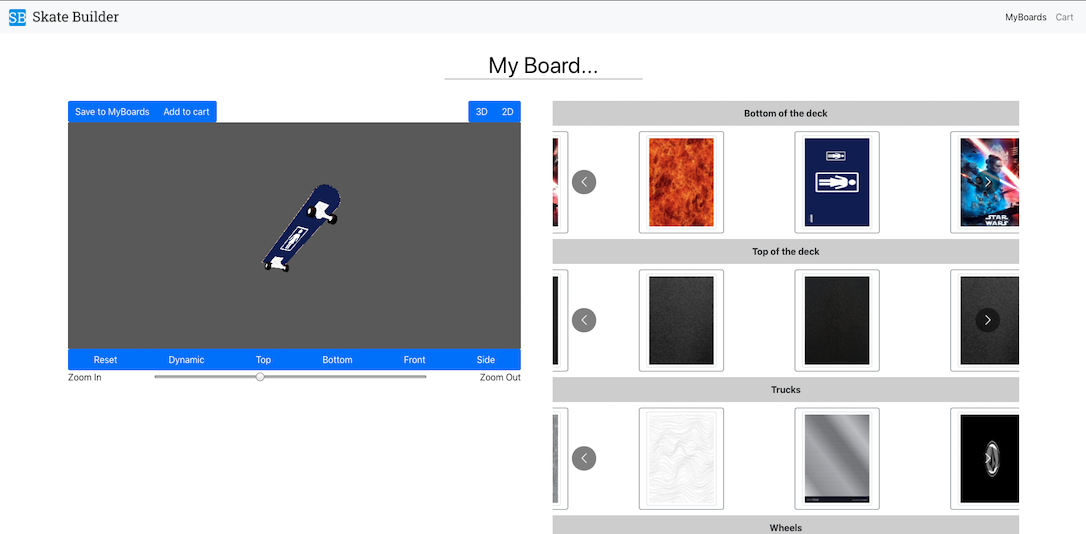 SB Skate Builder
MyBoards Cart
My Board...
Save to MyBoards Add to cart
3D 2D
Reset Dynamic Top Bottom Front Side
Zoom In
Zoom Out
Bottom of the deck
STAR
WARS
Top of the deck
Trucks
Wheels